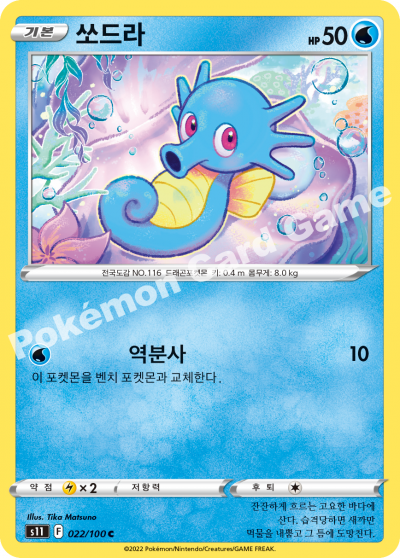 기본 쏘드라 HP 50
전국도감 NO.116 드래곤포켓몬 키: 0.4 m 몸무게: 8.0 kg
역분사 10
이 포켓몬을 벤치 포켓몬과 교체한다.
Pokémon Card Game
약점 ×2 저항력 후퇴
Illus. Tika Matsuno
s11 F 022/100 C
잔잔하게 흐르는 고요한 바다에
산다. 습격당하면 새까만
먹물을 내뿜고 그 틈에 도망친다.
©2022 Pokémon/Nintendo/Creatures/GAME FREAK.